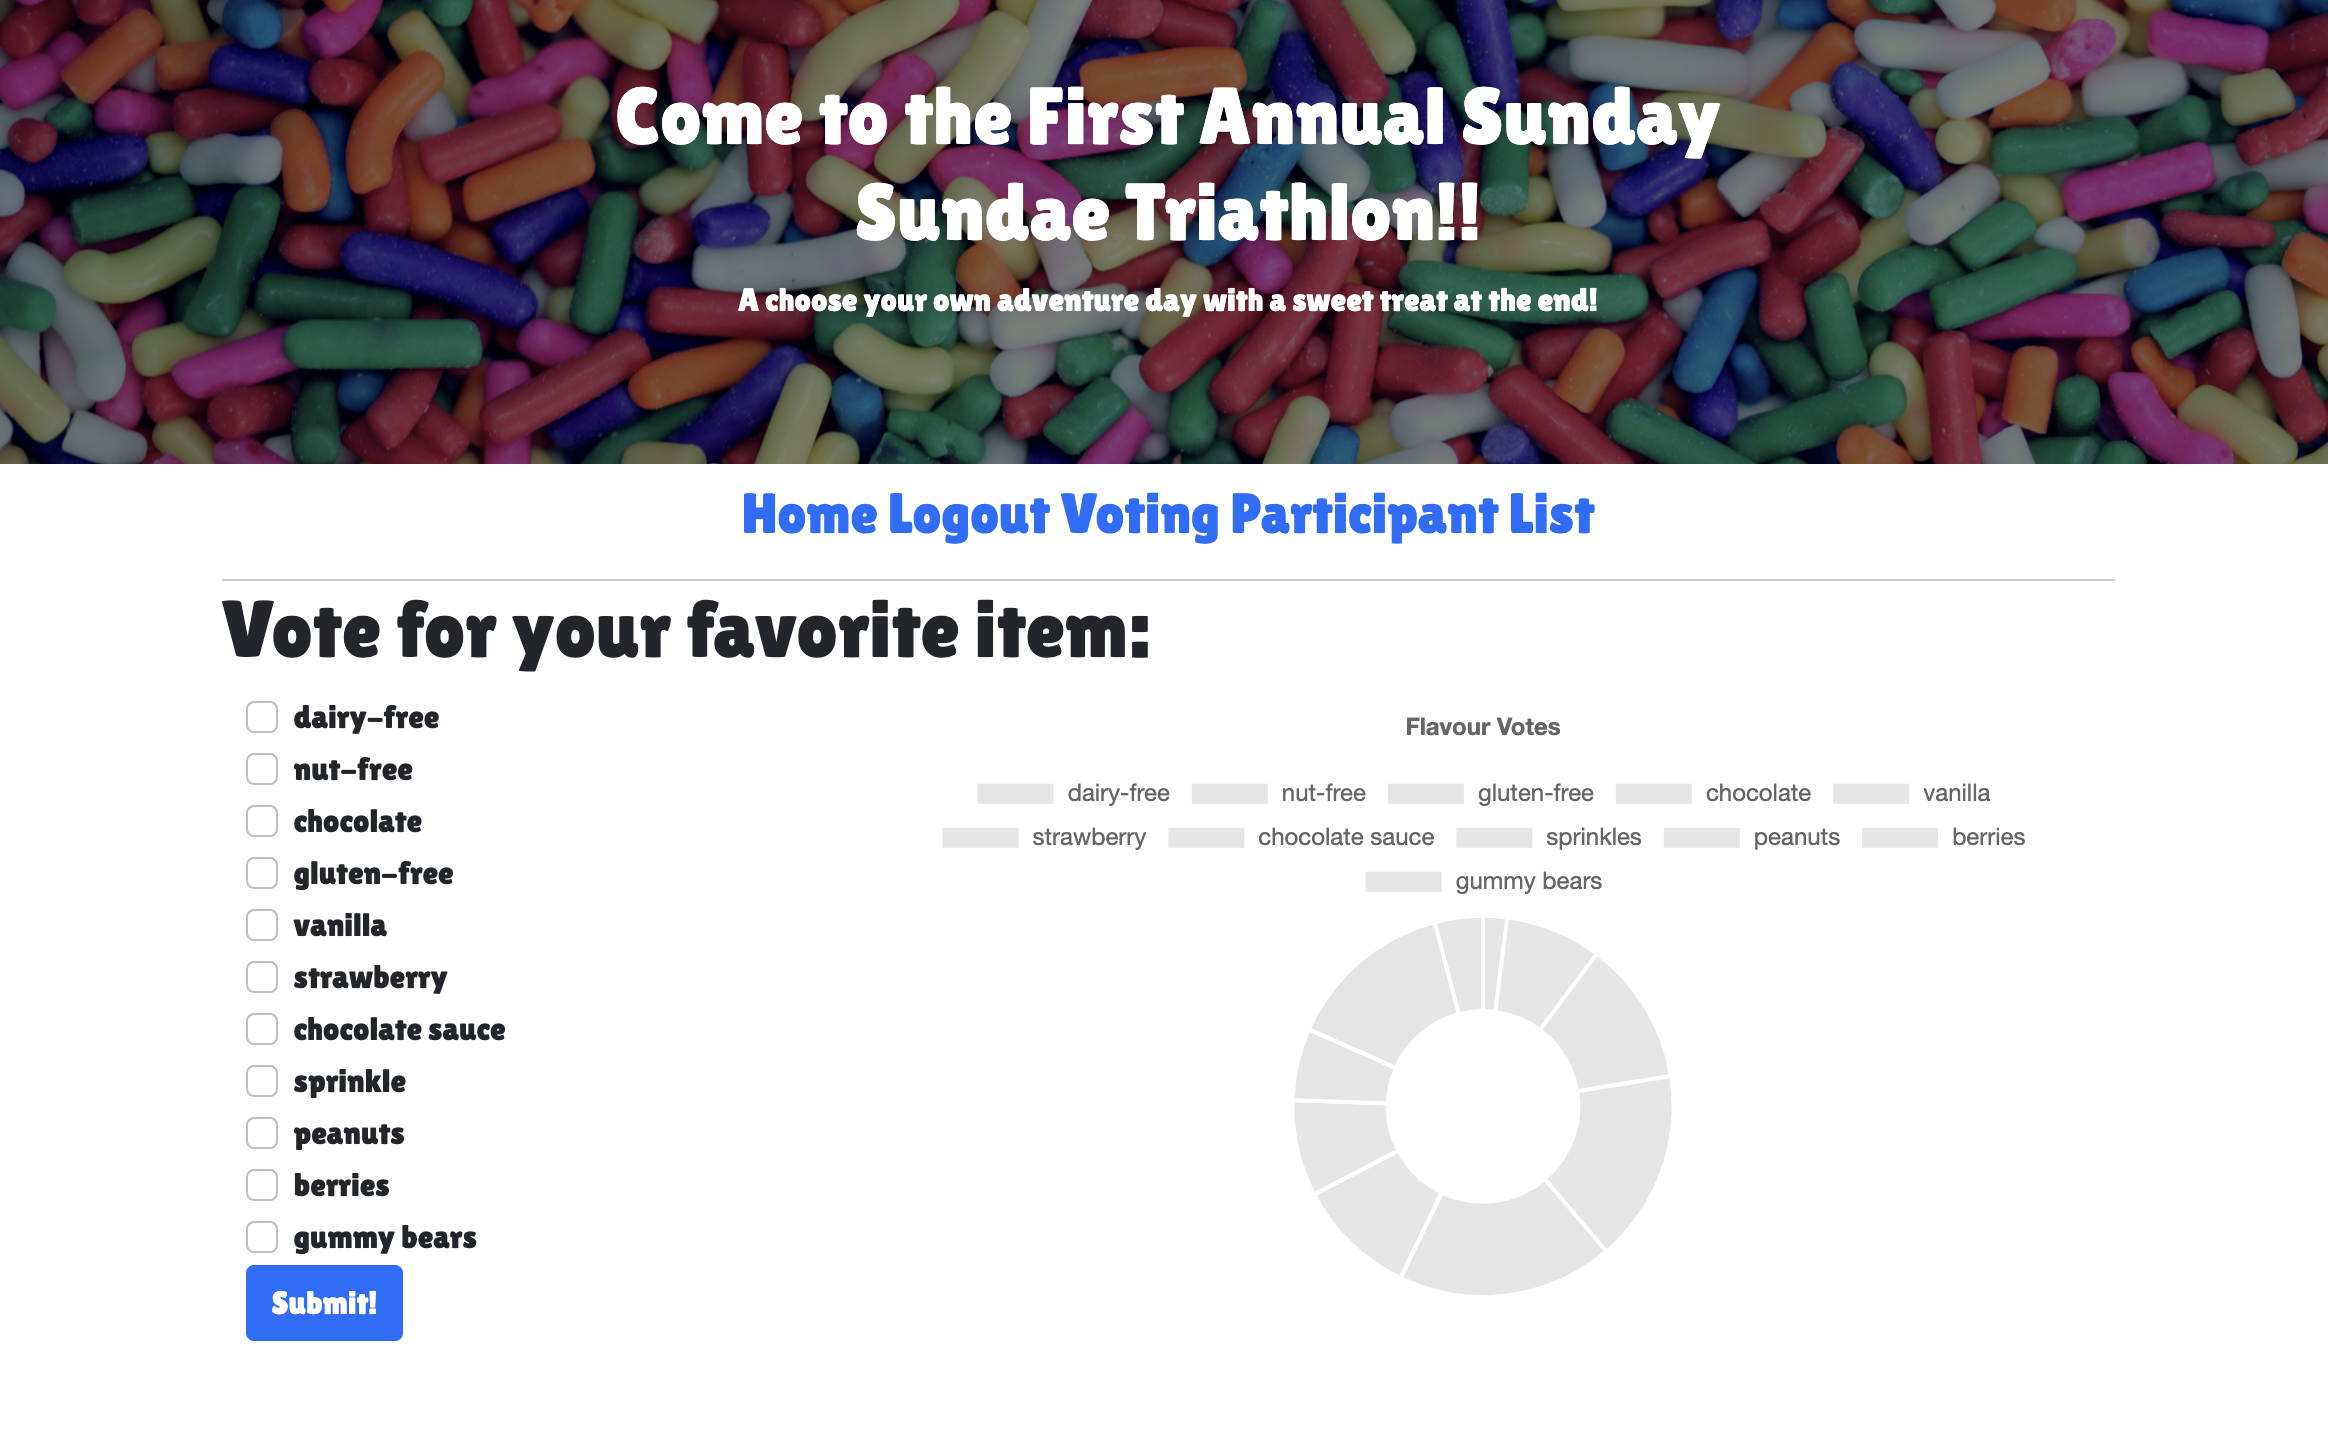 Come to the First Annual Sunday
Sundae Triathlon!!
A choose your own adventure day with a sweet treat at the end!
Home Logout Voting Participant List
Vote for your favorite item:
dairy-free
nut-free
chocolate
gluten-free
vanilla
strawberry
chocolate sauce
sprinkle
peanuts
berries
gummy bears
Submit!
Flavour Votes
dairy-free nut-free gluten-free chocolate vanilla
strawberry chocolate sauce sprinkles peanuts berries
gummy bears